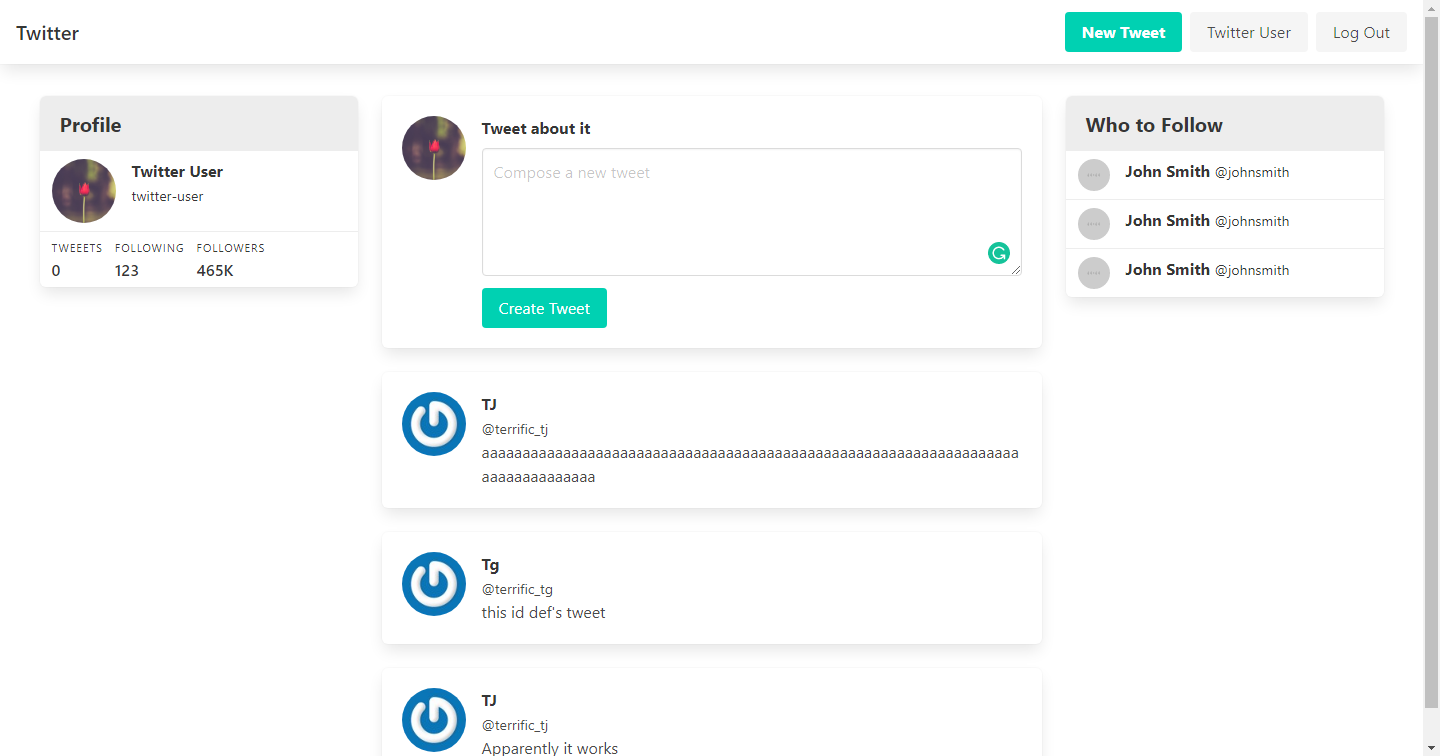 Twitter
New Tweet
Twitter User
Log Out
Profile
Twitter User
twitter-user
TWEEETS FOLLOWING FOLLOWERS
0 123 465K
Tweet about it
Compose a new tweet
Create Tweet
TJ
@terrific_tj
aaaaaaaaaaaaaaaaaaaaaaaaaaaaaaaaaaaaaaaaaaaaaaaaaaaaaaaaaaaaaaaaaa
aaaaaaaaaaaaaa
Tg
@terrific_tg
this id def's tweet
TJ
@terrific_tj
Apparently it works
Who to Follow
John Smith @johnsmith
John Smith @johnsmith
John Smith @johnsmith